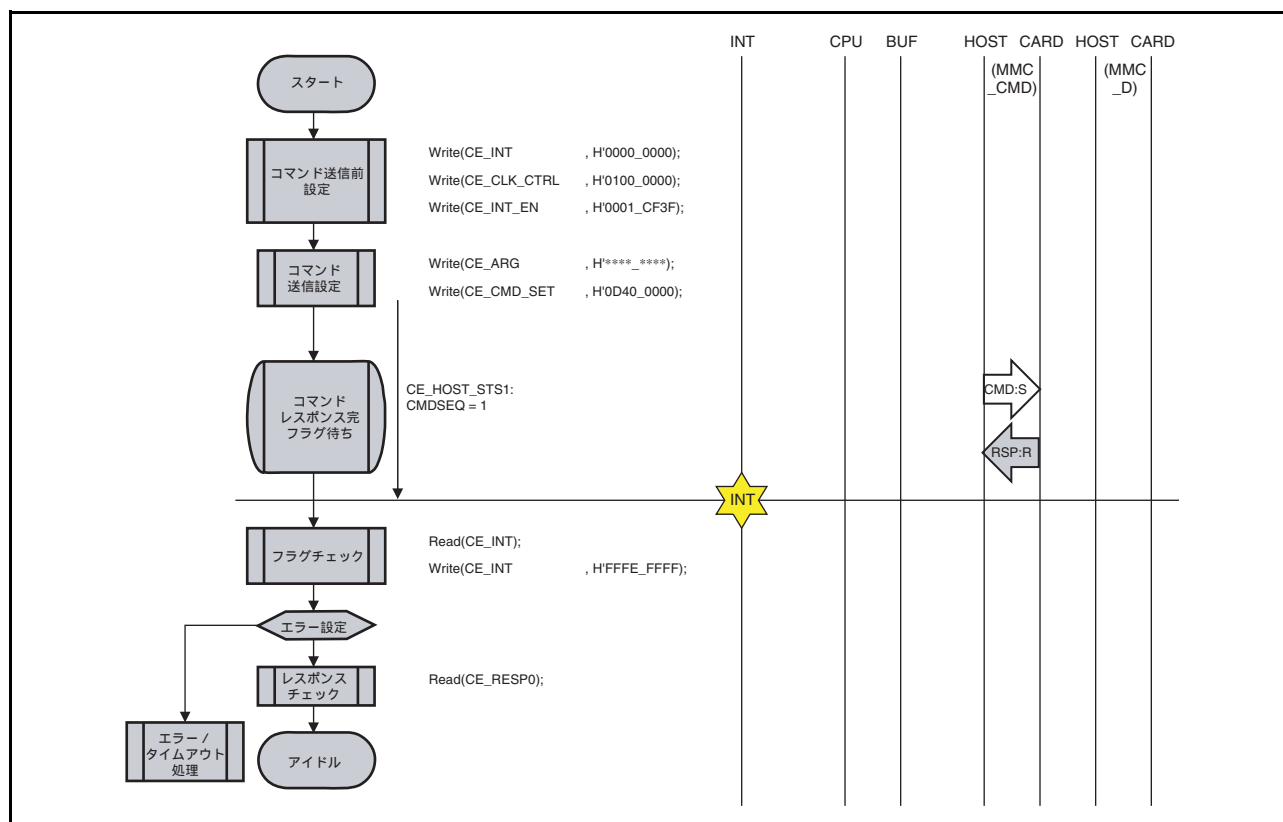 INT CPU BUF HOST CARD HOST CARD
(MMC
_CMD)
(MMC
_D)
スタート
コマンド送信前
設定
Write(CE_INT , H'0000_0000);
Write(CE_CLK_CTRL , H'0100_0000);
Write(CE_INT_EN , H'0001_CF3F);
コマンド
送信設定
Write(CE_ARG , H'****_****);
Write(CE_CMD_SET , H'0D40_0000);
コマンド
レスポンス完
フラグ待ち
CE_HOST_STS1:
CMDSEQ = 1
CMD:S
RSP:R
INT
フラグチェック
Read(CE_INT);
Write(CE_INT , H'FFFE_FFFF);
エラー設定
レスポンス
チェック
Read(CE_RESP0);
エラー /
タイムアウト
処理
アイドル